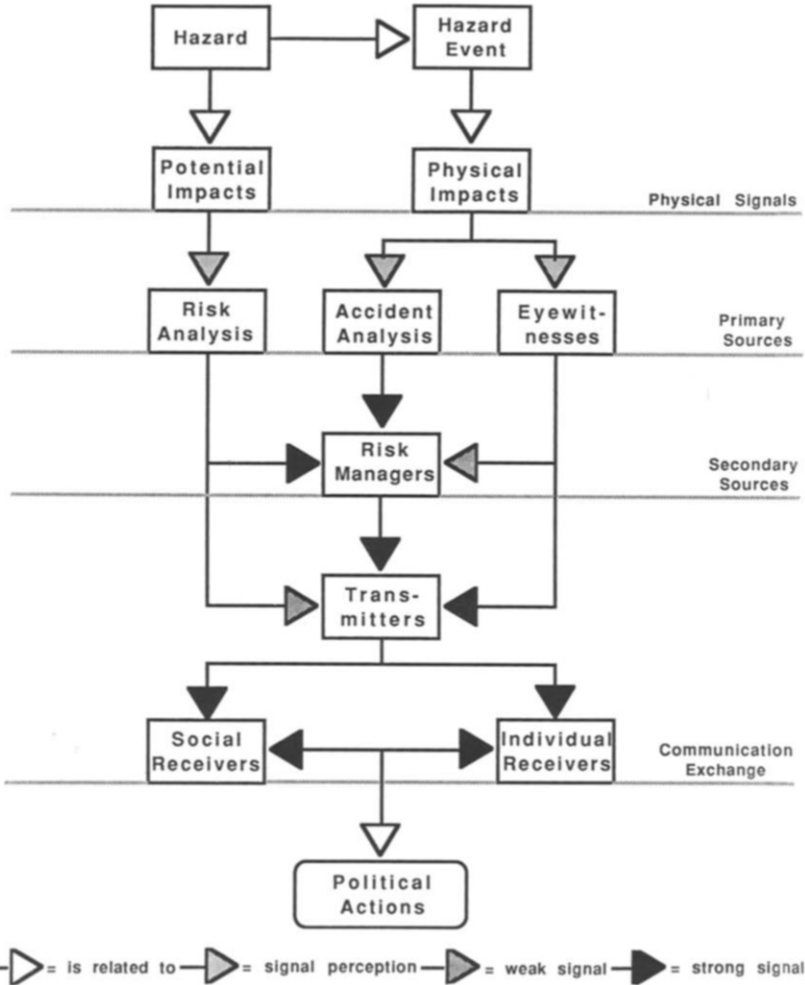 Hazard
Hazard
Event
Potential
Impacts
Physical
Impacts
Physical Signals
Risk
Analysis
Accident
Analysis
Eyewit-
nesses
Primary
Sources
Risk
Managers
Secondary
Sources
Trans-
mitters
Social
Receivers
Individual
Receivers
Communication
Exchange
Political
Actions
= is related to = signal perception = weak signal = strong signal